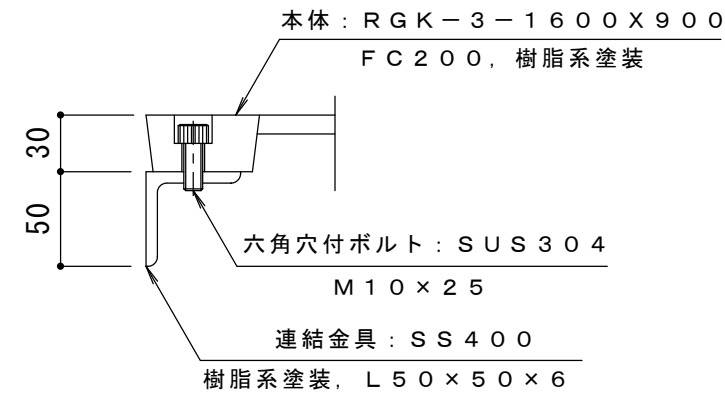 本体：ＲＧＫ－３－１６００Ｘ９００
ＦＣ200，樹脂系塗装
30
50
六角穴付ボルト：ＳＵＳ３０４
Ｍ１０×２５
連結金具：ＳＳ４００
樹脂系塗装，Ｌ５０×５０×６